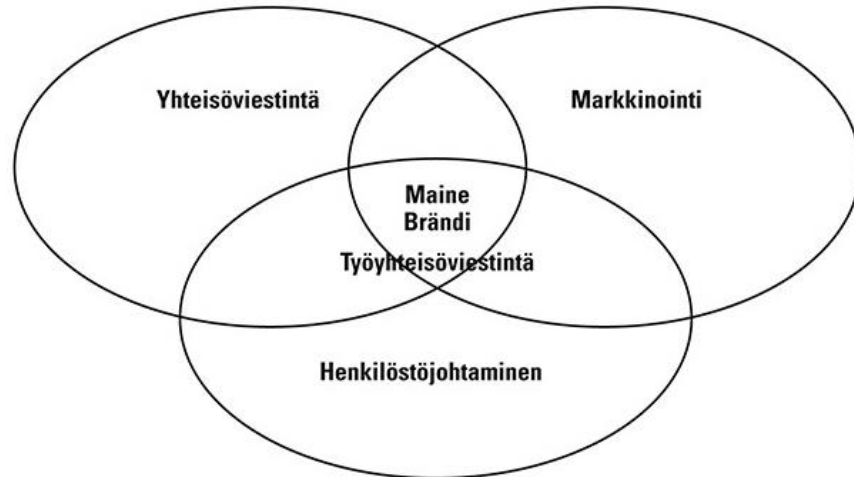 Yhteisöviestintä
Markkinointi
Maine
Brändi
Työyhteisöviestintä
Henkilöstöjohtaminen